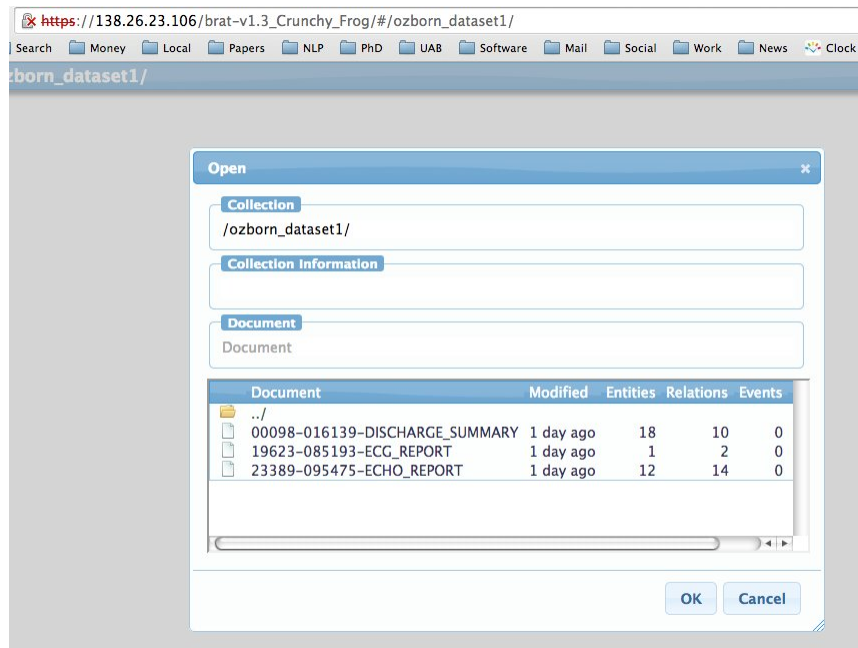 https://138.26.23.106/brat-v1.3_Crunchy_Frog/#/ozborn_dataset1/
Search Money Local Papers NLP PhD UAB Software Mail Social Work News Clock
zborn_dataset1/
Open
Collection
/ozborn_dataset1/
Collection Information
Document
Document
Document Modified Entities Relations Events
../
00098-016139-DISCHARGE_SUMMARY 1 day ago 18 10 0
19623-085193-ECG_REPORT 1 day ago 1 2 0
23389-095475-ECHO_REPORT 1 day ago 12 14 0
OK Cancel